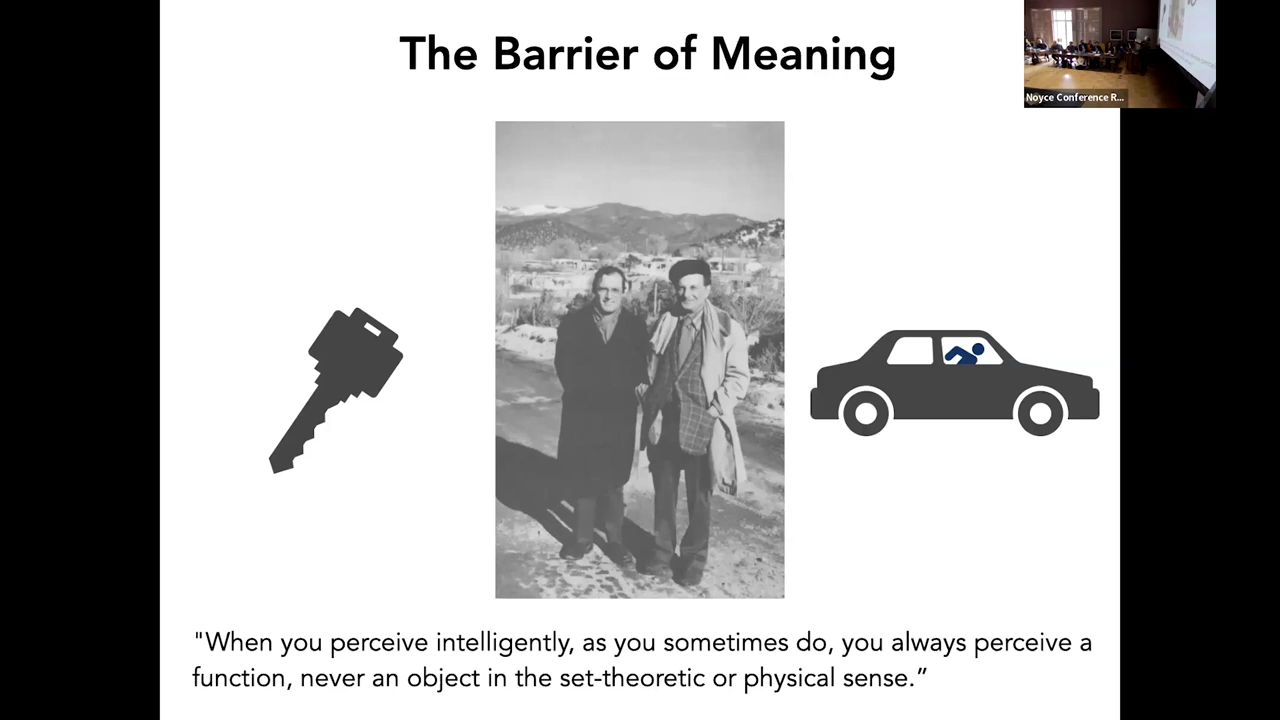 The Barrier of Meaning
Noyce Conference R...
"When you perceive intelligently, as you sometimes do, you always perceive a
function, never an object in the set-theoretic or physical sense.”